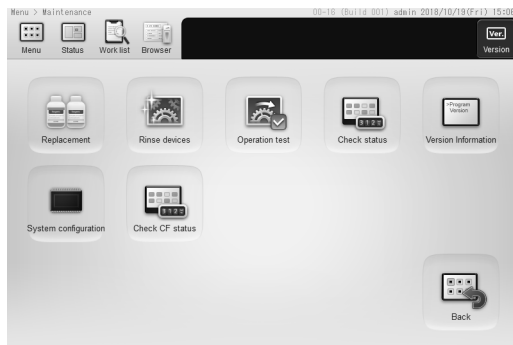 Menu > Maintenance
00-16 (Build 001) admin 2018/10/19(Fri) 15:06
Menu
Status
Work list
Browser
Ver.
Version
Replacement
Rinse devices
Operation test
Check status
>Program
Version
Version Information
System configuration
Check CF status
Back